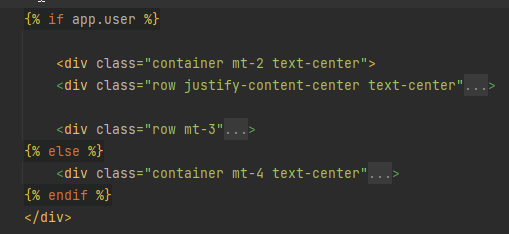 {% if app.user %}
<div class="container mt-2 text-center">
<div class="row justify-content-center text-center"...>
<div class="row mt-3"...>
{% else %}
<div class="container mt-4 text-center"...>
{% endif %}
</div>